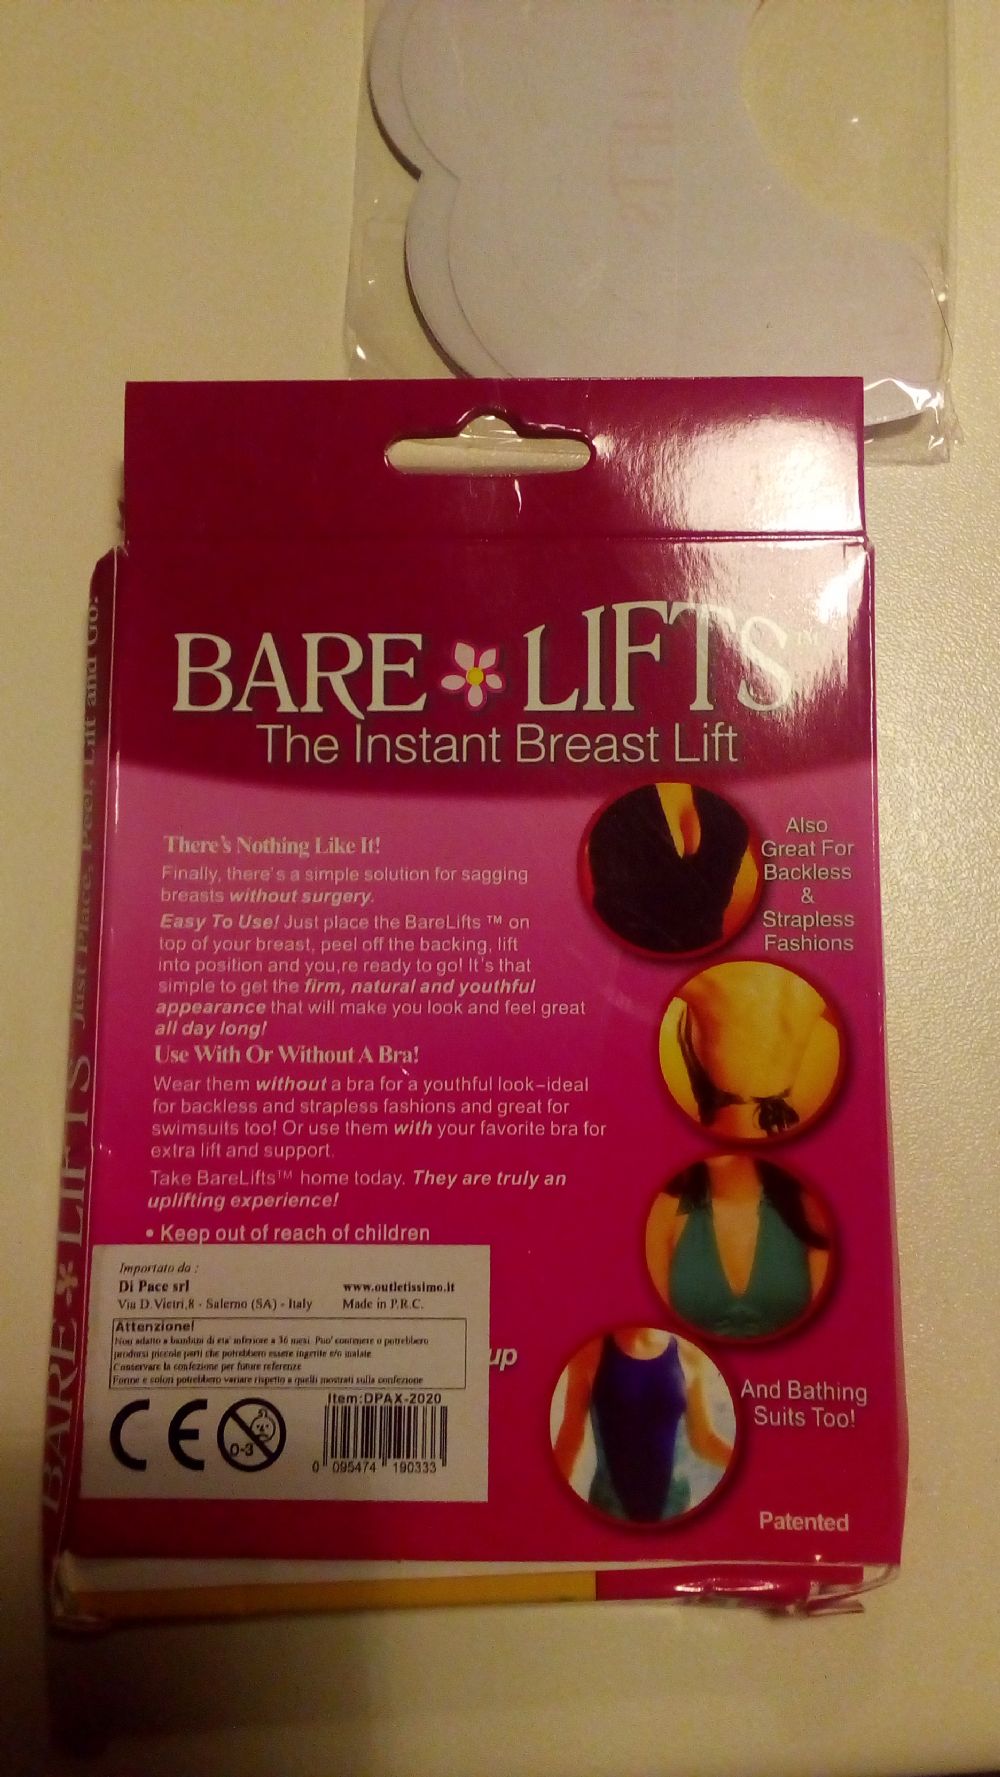 BARE LIFTS™
The Instant Breast Lift
There's Nothing Like It!
Finally, there's a simple solution for sagging
breasts without surgery.
Easy To Use! Just place the BareLifts ™ on
top of your breast, peel off the backing, lift
into position and you,re ready to go! It's that
simple to get the firm, natural and youthful
appearance that will make you look and feel great
all day long!
Use With Or Without A Bra!
Wear them without a bra for a youthful look-ideal
for backless and strapless fashions and great for
swimsuits too! Or use them with your favorite bra for
extra lift and support.
Take BareLifts™ home today. They are truly an
uplifting experience!
• Keep out of reach of children
up
Also
Great For
Backless
&
Strapless
Fashions
And Bathing
Suits Too!
Patented
Importato da :
Di Pace srl
www.outletissimo.it
Via D. Vietri,8 - Salerno (SA) - Italy
Made in P.R.C.
Attenzione!
Non adatto a bambini di eta' inferiore a 36 mesi. Puo' contenere o potrebbero
prodursi piccole parti che potrebbero essere ingerite e/o inalate
Conservare la confezione per future referenze
Forme e colori potrebbero variare rispetto a quelli mostrati sulla confezione
CE
0-3
Item:DPAX-2020
0 095474 190333
BARE LIFTS Just Place, Peel, Lift and Go.